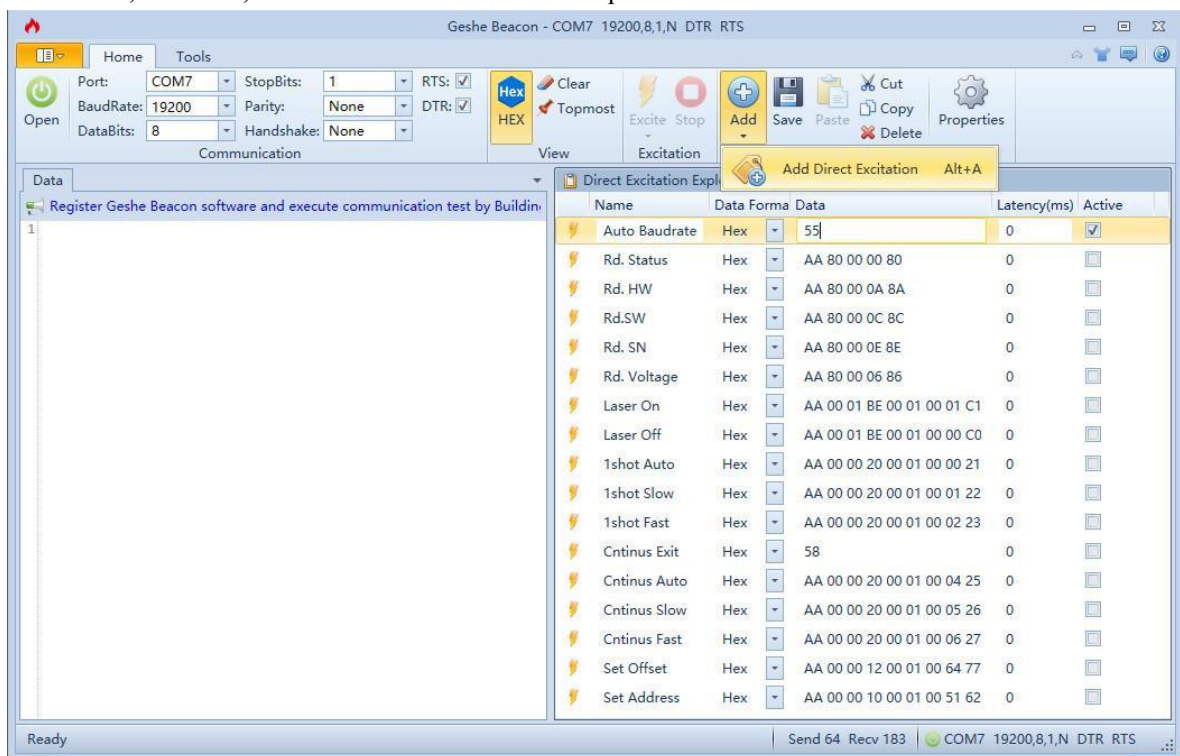 Geshe Beacon - COM7 19200,8,1,N DTR RTS
Home Tools
Port: COM7 StopBits: 1 RTS:
BaudRate: 19200 Parity: None DTR:
DataBits: 8 Handshake: None
Open
Communication
Hex
HEX
Clear
Topmost
View
Excite Stop
Excitation
Add Save Paste
Cut
Copy
Delete
Properties
Add Direct Excitation Alt+A
Data
Register Geshe Beacon software and execute communication test by Buildin
1
Direct Excitation Expl
Name Data Forma Data Latency(ms) Active
Auto Baudrate Hex 55 0
Rd. Status Hex AA 80 00 00 80 0
Rd. HW Hex AA 80 00 0A 8A 0
Rd.SW Hex AA 80 00 0C 8C 0
Rd. SN Hex AA 80 00 0E 8E 0
Rd. Voltage Hex AA 80 00 06 86 0
Laser On Hex AA 00 01 BE 00 01 00 01 C1 0
Laser Off Hex AA 00 01 BE 00 01 00 00 C0 0
1shot Auto Hex AA 00 00 20 00 01 00 00 21 0
1shot Slow Hex AA 00 00 20 00 01 00 01 22 0
1shot Fast Hex AA 00 00 20 00 01 00 02 23 0
Cntinus Exit Hex 58 0
Cntinus Auto Hex AA 00 00 20 00 01 00 04 25 0
Cntinus Slow Hex AA 00 00 20 00 01 00 05 26 0
Cntinus Fast Hex AA 00 00 20 00 01 00 06 27 0
Set Offset Hex AA 00 00 12 00 01 00 64 77 0
Set Address Hex AA 00 00 10 00 01 00 51 62 0
Ready Send 64 Recv 183 COM7 19200,8,1,N DTR RTS